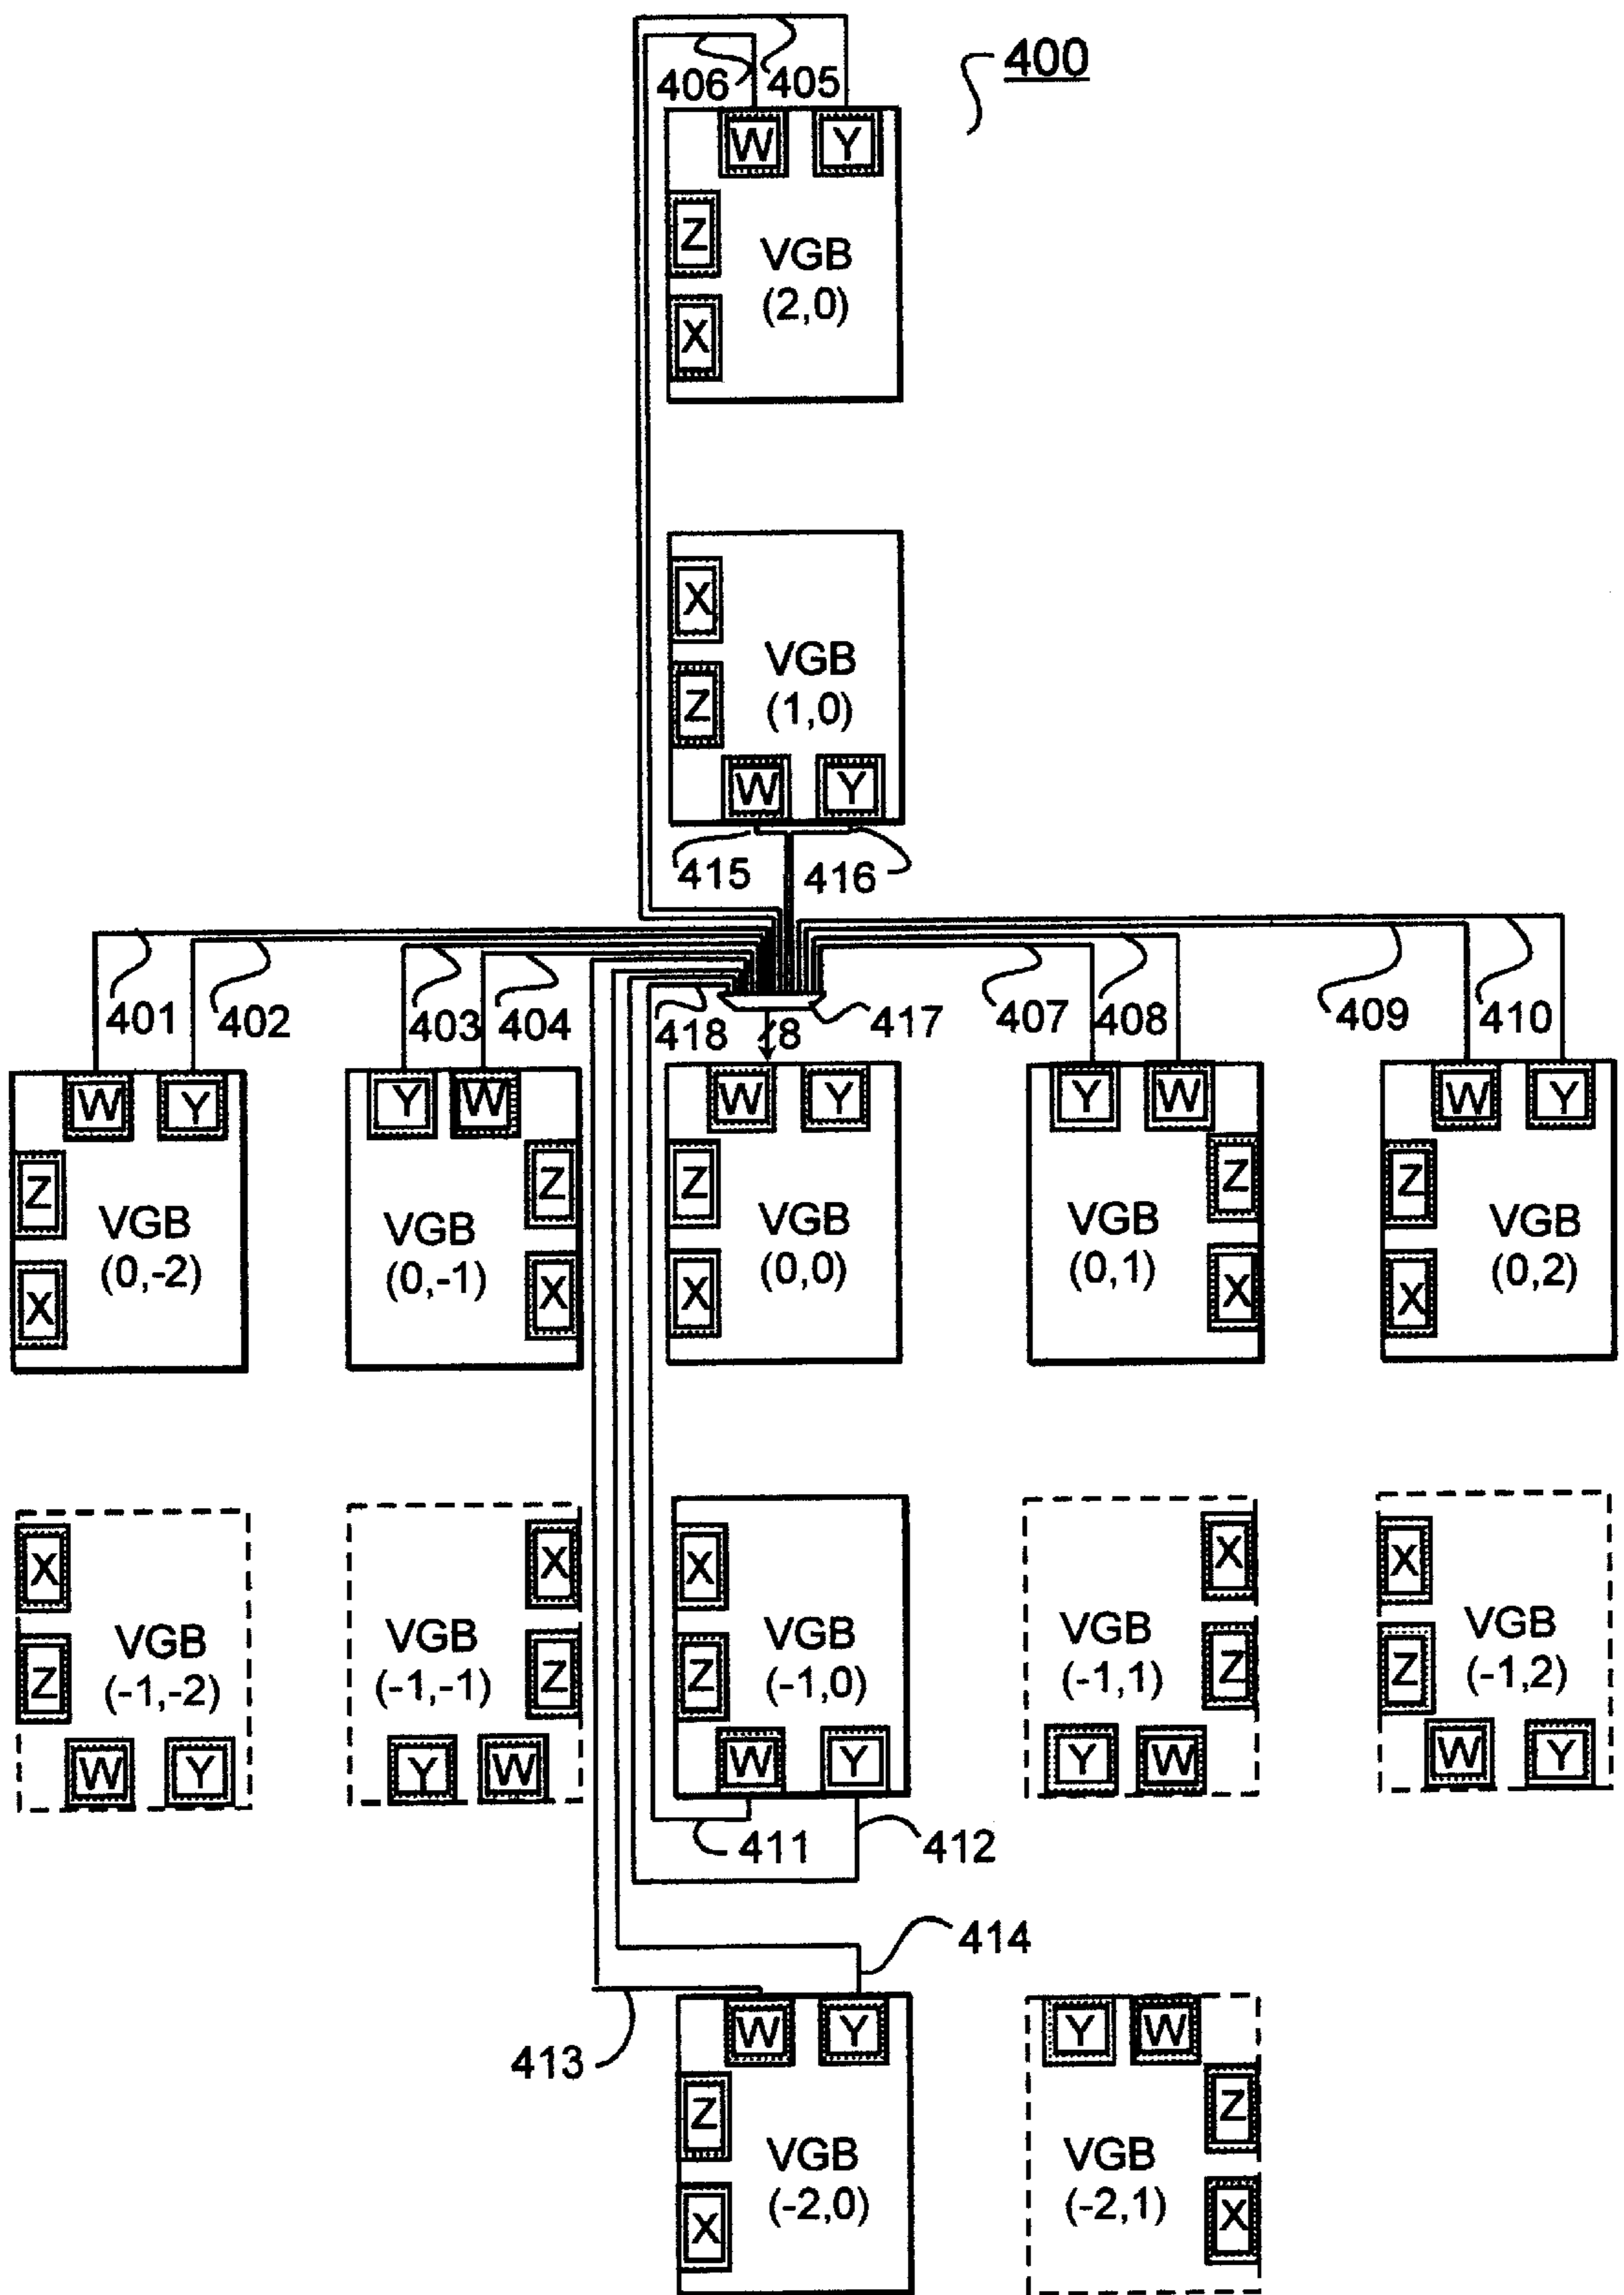 400
406 405
W Y
Z
VGB
(2,0)
X
X
VGB
(1,0)
Z
W Y
415 416
401 402 403 404 418 8 417 407 408 409 410
W Y
Z
VGB
(0,-2)
X
Y W
Z
VGB
(0,-1)
X
W Y
Z
VGB
(0,0)
X
Y W
Z
VGB
(0,1)
X
W Y
Z
VGB
(0,2)
X
X
VGB
(-1,-2)
Z
W Y
X
VGB
(-1,-1)
Z
Y W
X
VGB
(-1,0)
Z
W Y
X
VGB
(-1,1)
Z
Y W
X
VGB
(-1,2)
Z
W Y
411 412
414
413
W Y
Z
VGB
(-2,0)
X
Y W
Z
VGB
(-2,1)
X